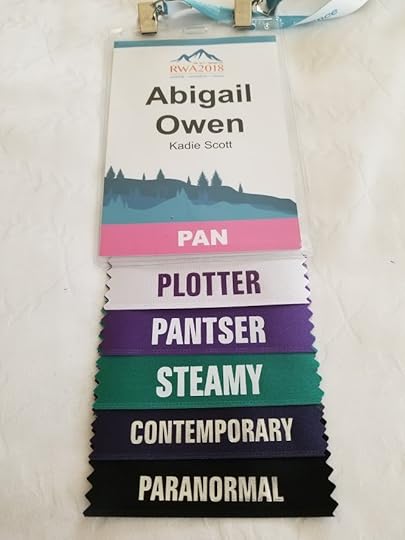 RWA2018
Abigail
Owen
Kadie Scott
PAN
PLOTTER
PANTSER
STEAMY
CONTEMPORARY
PARANORMAL